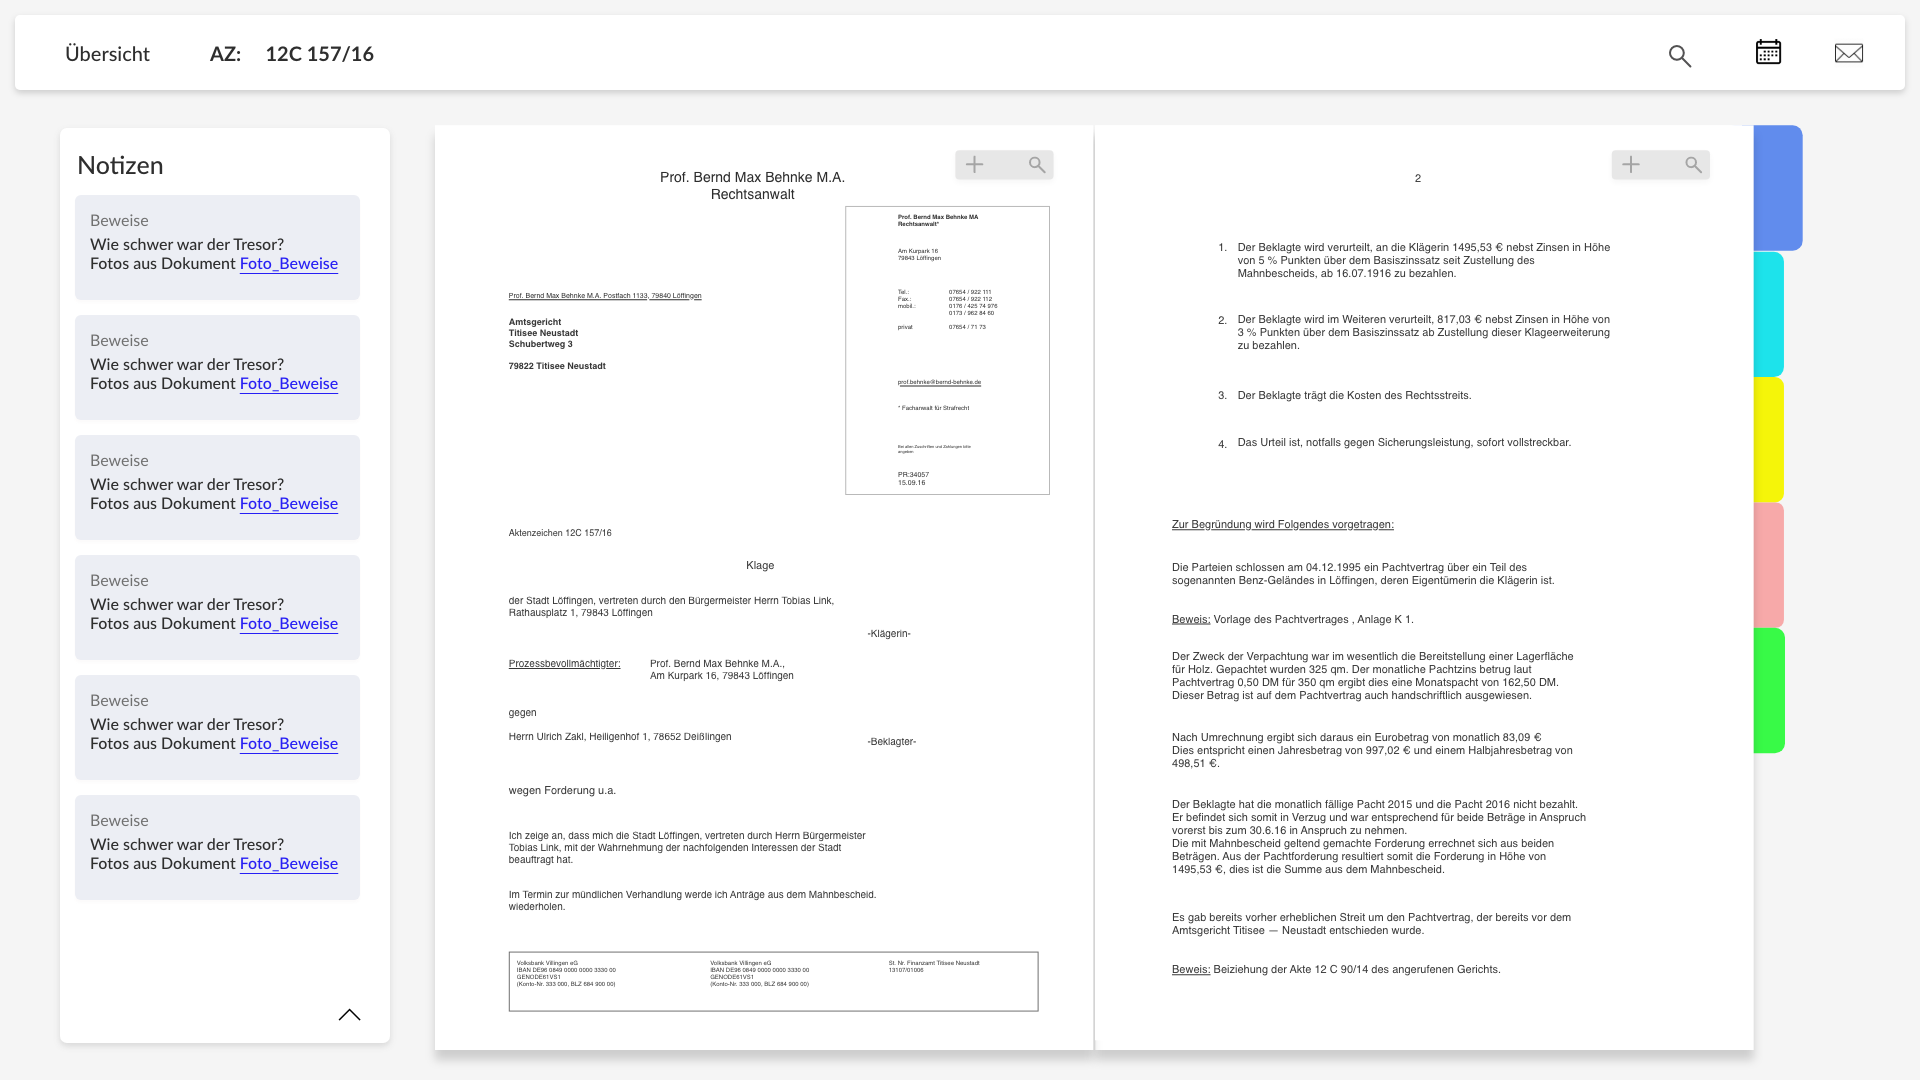 Übersicht
AZ: 12C 157/16
Notizen
Beweise
Wie schwer war der Tresor?
Fotos aus Dokument Foto_Beweise
Beweise
Wie schwer war der Tresor?
Fotos aus Dokument Foto_Beweise
Beweise
Wie schwer war der Tresor?
Fotos aus Dokument Foto_Beweise
Beweise
Wie schwer war der Tresor?
Fotos aus Dokument Foto_Beweise
Beweise
Wie schwer war der Tresor?
Fotos aus Dokument Foto_Beweise
Beweise
Wie schwer war der Tresor?
Fotos aus Dokument Foto_Beweise
Prof. Bernd Max Behnke M.A.
Rechtsanwalt
Prof. Bernd Max Behnke MA
Rechtsanwalt*
Am Kurpark 16
79843 Löffingen
Tel.: 07654 / 922 111
Fax.: 07654 / 922 112
mobil.: 0176 / 425 74 976
0173 / 962 84 60
privat 07654 / 71 73
prof.behnke@bernd-behnke.de
* Fachanwalt für Strafrecht
Bei allen Zuschriften und Zahlungen bitte
angeben
PR:34057
15.09.16
Prof. Bernd Max Behnke M.A. Postfach 1133, 79840 Löffingen
Amtsgericht
Titisee Neustadt
Schubertweg 3
79822 Titisee Neustadt
Aktenzeichen 12C 157/16
Klage
der Stadt Löffingen, vertreten durch den Bürgermeister Herrn Tobias Link,
Rathausplatz 1, 79843 Löffingen
-Klägerin-
Prozessbevollmächtigter: Prof. Bernd Max Behnke M.A.,
Am Kurpark 16, 79843 Löffingen
gegen
Herrn Ulrich Zakl, Heiligenhof 1, 78652 Deißlingen
-Beklagter-
wegen Forderung u.a.
Ich zeige an, dass mich die Stadt Löffingen, vertreten durch Herrn Bürgermeister
Tobias Link, mit der Wahrnehmung der nachfolgenden Interessen der Stadt
beauftragt hat.
Im Termin zur mündlichen Verhandlung werde ich Anträge aus dem Mahnbescheid.
wiederholen.
Volksbank Villingen eG
IBAN DE96 0849 0000 0000 3330 00
GENODE61VS1
(Konto-Nr. 333 000, BLZ 684 900 00)
Volksbank Villingen eG
IBAN DE96 0849 0000 0000 3330 00
GENODE61VS1
(Konto-Nr. 333 000, BLZ 684 900 00)
St. Nr. Finanzamt Titisee Neustadt
13107/01006
2
1. Der Beklagte wird verurteilt, an die Klägerin 1495,53 € nebst Zinsen in Höhe
von 5 % Punkten über dem Basiszinssatz seit Zustellung des
Mahnbescheids, ab 16.07.1916 zu bezahlen.
2. Der Beklagte wird im Weiteren verurteilt, 817,03 € nebst Zinsen in Höhe von
3 % Punkten über dem Basiszinssatz ab Zustellung dieser Klageerweiterung
zu bezahlen.
3. Der Beklagte trägt die Kosten des Rechtsstreits.
4. Das Urteil ist, notfalls gegen Sicherungsleistung, sofort vollstreckbar.
Zur Begründung wird Folgendes vorgetragen:
Die Parteien schlossen am 04.12.1995 ein Pachtvertrag über ein Teil des
sogenannten Benz-Geländes in Löffingen, deren Eigentümerin die Klägerin ist.
Beweis: Vorlage des Pachtvertrages , Anlage K 1.
Der Zweck der Verpachtung war im wesentlich die Bereitstellung einer Lagerfläche
für Holz. Gepachtet wurden 325 qm. Der monatliche Pachtzins betrug laut
Pachtvertrag 0,50 DM für 350 qm ergibt dies eine Monatspacht von 162,50 DM.
Dieser Betrag ist auf dem Pachtvertrag auch handschriftlich ausgewiesen.
Nach Umrechnung ergibt sich daraus ein Eurobetrag von monatlich 83,09 €
Dies entspricht einen Jahresbetrag von 997,02 € und einem Halbjahresbetrag von
498,51 €.
Der Beklagte hat die monatlich fällige Pacht 2015 und die Pacht 2016 nicht bezahlt.
Er befindet sich somit in Verzug und war entsprechend für beide Beträge in Anspruch
vorerst bis zum 30.6.16 in Anspruch zu nehmen.
Die mit Mahnbescheid geltend gemachte Forderung errechnet sich aus beiden
Beträgen. Aus der Pachtforderung resultiert somit die Forderung in Höhe von
1495,53 €, dies ist die Summe aus dem Mahnbescheid.
Es gab bereits vorher erheblichen Streit um den Pachtvertrag, der bereits vor dem
Amtsgericht Titisee — Neustadt entschieden wurde.
Beweis: Beiziehung der Akte 12 C 90/14 des angerufenen Gerichts.